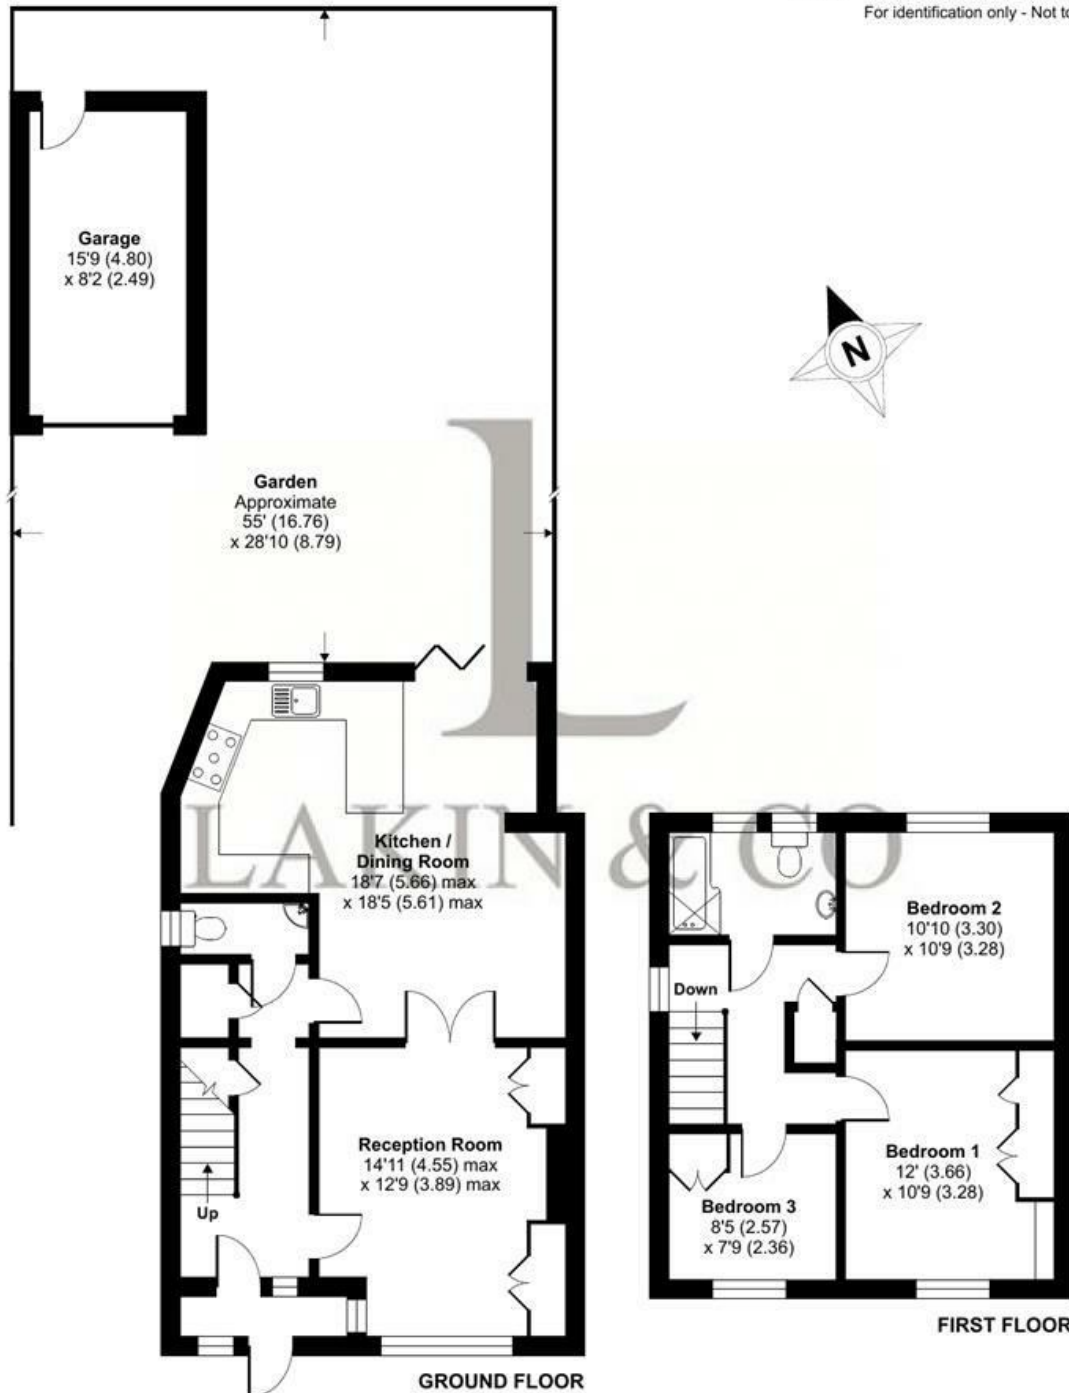 For identification only - Not to
Garage
15'9 (4.80)
x 8'2 (2.49)
N
Garden
Approximate
55' (16.76)
x 28'10 (8.79)
L
LAKIN & CO
Kitchen /
Dining Room
18'7 (5.66) max
x 18'5 (5.61) max
Bedroom 2
10'10 (3.30)
x 10'9 (3.28)
Down
Reception Room
14'11 (4.55) max
x 12'9 (3.89) max
Bedroom 1
12' (3.66)
x 10'9 (3.28)
Up
Bedroom 3
8'5 (2.57)
x 7'9 (2.36)
FIRST FLOOR
GROUND FLOOR